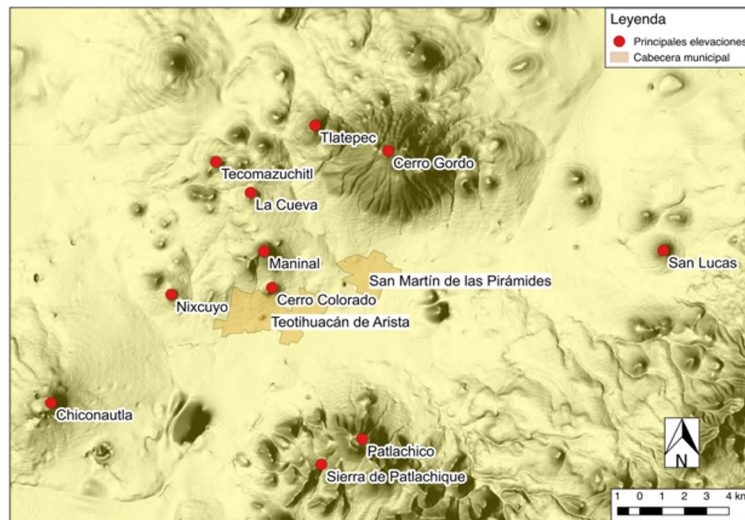 Leyenda
Principales elevaciones
Cabecera municipal
Tlatepec
Cerro Gordo
Tecomazuchitl
La Cueva
Maninal
San Lucas
San Martín de las Pirámides
Nixcuyo
Cerro Colorado
Teotihuacán de Arista
Chiconautla
Patlachico
Sierra de Patlachique
N
1 0 1 2 3 4 km